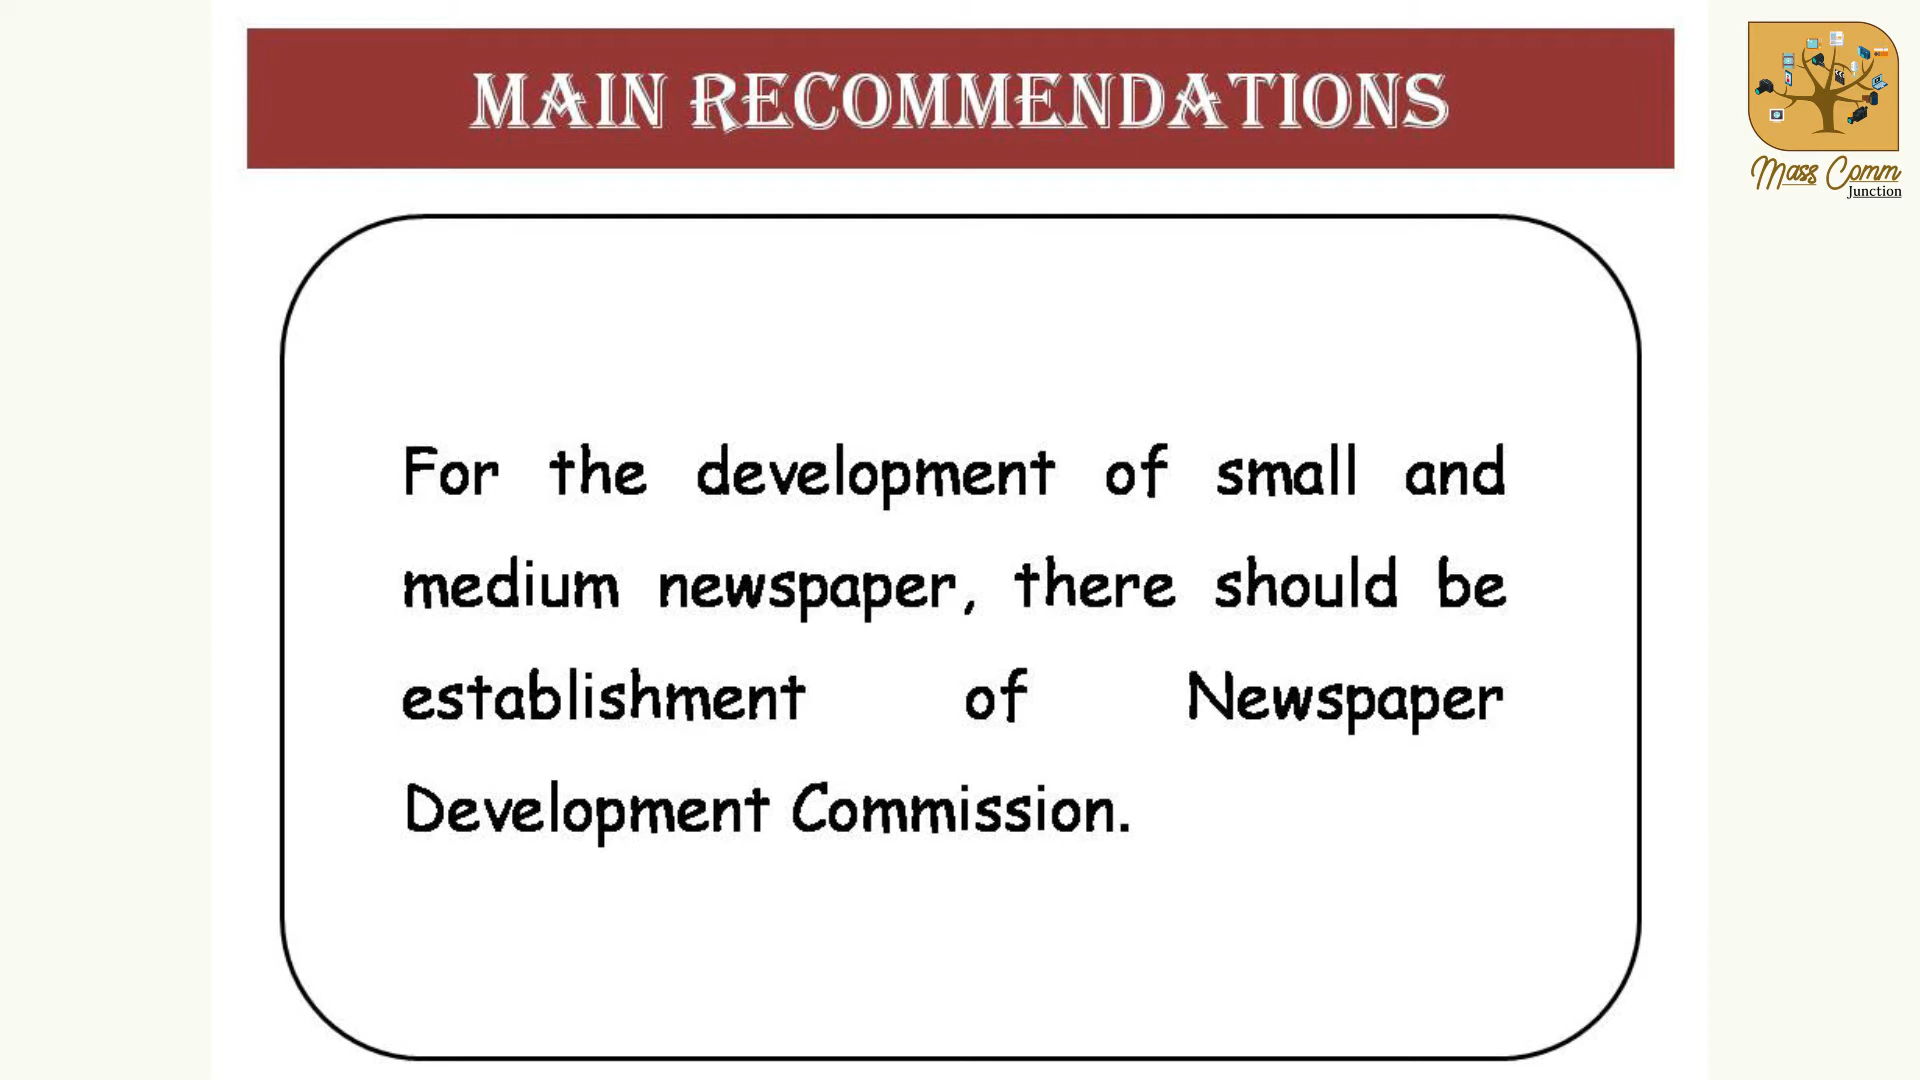 MAIN RECOMMENDATIONS
Mass Comm
Junction
For the development of small and
medium newspaper, there should be
establishment of Newspaper
Development Commission.